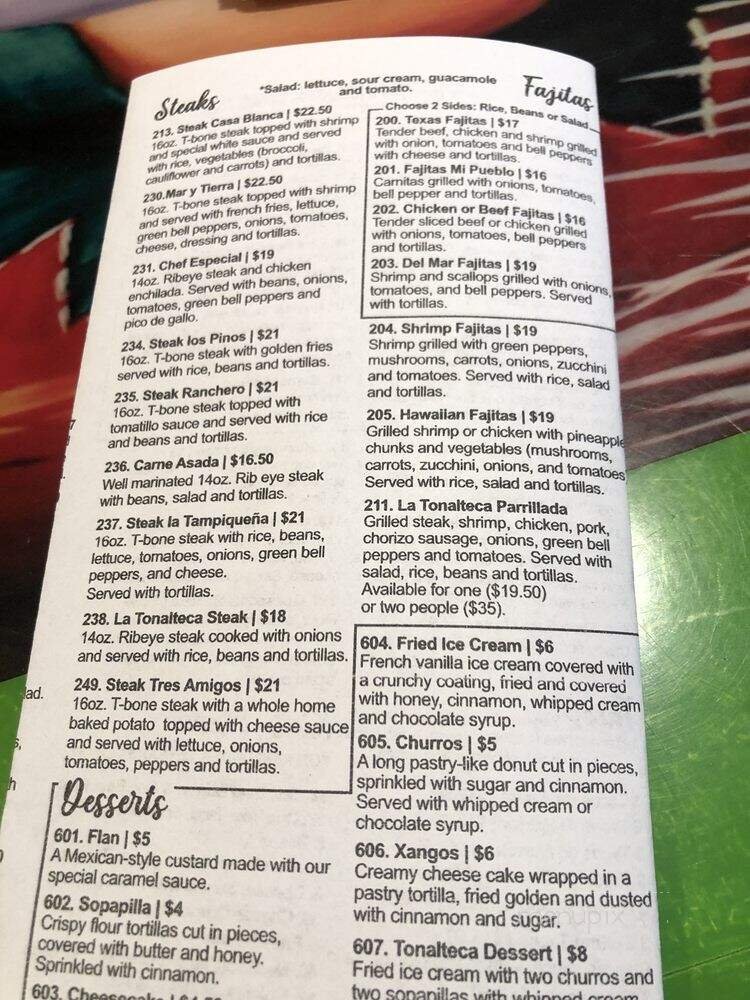 *Salad: lettuce, sour cream, guacamole
and tomato.
Steaks
213. Steak Casa Blanca | $22.50
16oz. T-bone steak topped with shrimp
and special white sauce and served
with rice, vegetables (broccoli,
cauliflower and carrots) and tortillas.
230.Mar y Tierra | $22.50
16oz. T-bone steak topped with shrimp
and served with french fries, lettuce,
green bell peppers, onions, tomatoes,
cheese, dressing and tortillas.
231. Chef Especial | $19
14oz. Ribeye steak and chicken
enchilada. Served with beans, onions,
tomatoes, green bell peppers and
pico de gallo.
234. Steak los Pinos | $21
16oz. T-bone steak with golden fries
served with rice, beans and tortillas.
235. Steak Ranchero | $21
16oz. T-bone steak topped with
tomatillo sauce and served with rice
and beans and tortillas.
236. Carne Asada | $16.50
Well marinated 14oz. Rib eye steak
with beans, salad and tortillas.
237. Steak la Tampiqueña | $21
16oz. T-bone steak with rice, beans,
lettuce, tomatoes, onions, green bell
peppers, and cheese.
Served with tortillas.
238. La Tonalteca Steak | $18
14oz. Ribeye steak cooked with onions
and served with rice, beans and tortillas.
249. Steak Tres Amigos | $21
16oz. T-bone steak with a whole home
baked potato topped with cheese sauce
and served with lettuce, onions,
tomatoes, peppers and tortillas.
Fajitas
Choose 2 Sides: Rice, Beans or Salad
200. Texas Fajitas | $17
Tender beef, chicken and shrimp grilled
with onion, tomatoes and bell peppers
with cheese and tortillas.
201. Fajitas Mi Pueblo | $16
Carnitas grilled with onions, tomatoes,
bell pepper and tortillas.
202. Chicken or Beef Fajitas | $16
Tender sliced beef or chicken grilled
with onions, tomatoes, bell peppers
and tortillas.
203. Del Mar Fajitas | $19
Shrimp and scallops grilled with onions,
tomatoes, and bell peppers. Served
with tortillas.
204. Shrimp Fajitas | $19
Shrimp grilled with green peppers,
mushrooms, carrots, onions, zucchini
and tomatoes. Served with rice, salad
and tortillas.
205. Hawaiian Fajitas | $19
Grilled shrimp or chicken with pineapple
chunks and vegetables (mushrooms,
carrots, zucchini, onions, and tomatoes
Served with rice, salad and tortillas.
211. La Tonalteca Parrillada
Grilled steak, shrimp, chicken, pork,
chorizo sausage, onions, green bell
peppers and tomatoes. Served with
salad, rice, beans and tortillas.
Available for one ($19.50)
or two people ($35).
Desserts
601. Flan | $5
A Mexican-style custard made with our
special caramel sauce.
602. Sopapilla | $4
Crispy flour tortillas cut in pieces,
covered with butter and honey.
Sprinkled with cinnamon.
603. Cheesecake |
604. Fried Ice Cream | $6
French vanilla ice cream covered with
a crunchy coating, fried and covered
with honey, cinnamon, whipped cream
and chocolate syrup.
605. Churros | $5
A long pastry-like donut cut in pieces,
sprinkled with sugar and cinnamon.
Served with whipped cream or
chocolate syrup.
606. Xangos | $6
Creamy cheese cake wrapped in a
pastry tortilla, fried golden and dusted
with cinnamon and sugar.
607. Tonalteca Dessert | $8
Fried ice cream with two churros and
two sopapillas with whipped cream